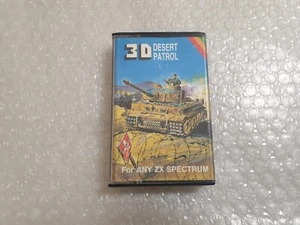 3D DESERT
PATROL
For ANY ZX SPECTRUM